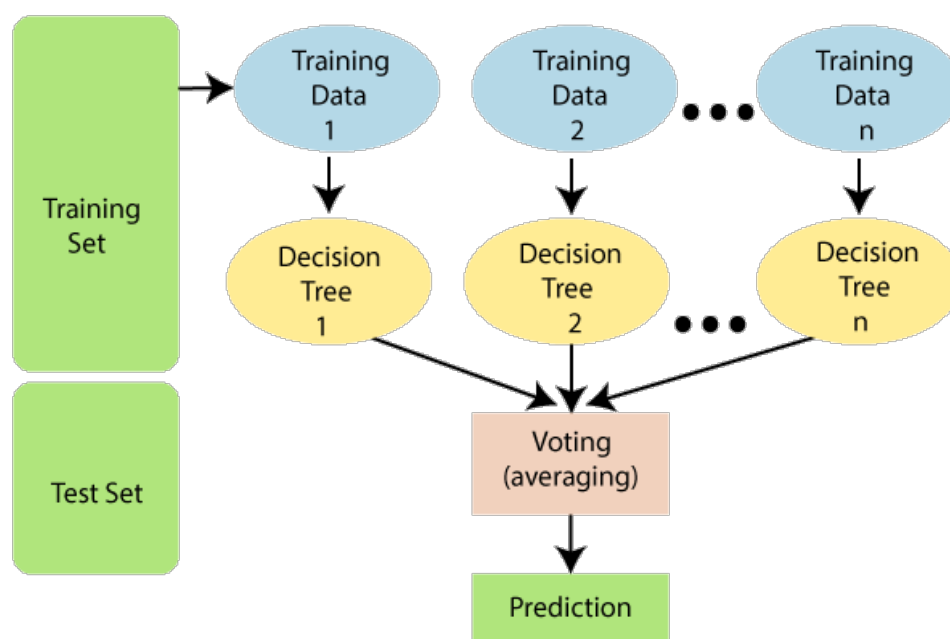 Training
Set
Training
Data
1
Training
Data
2
Training
Data
n
Decision
Tree
1
Decision
Tree
2
Decision
Tree
n
Test Set
Voting
(averaging)
Prediction